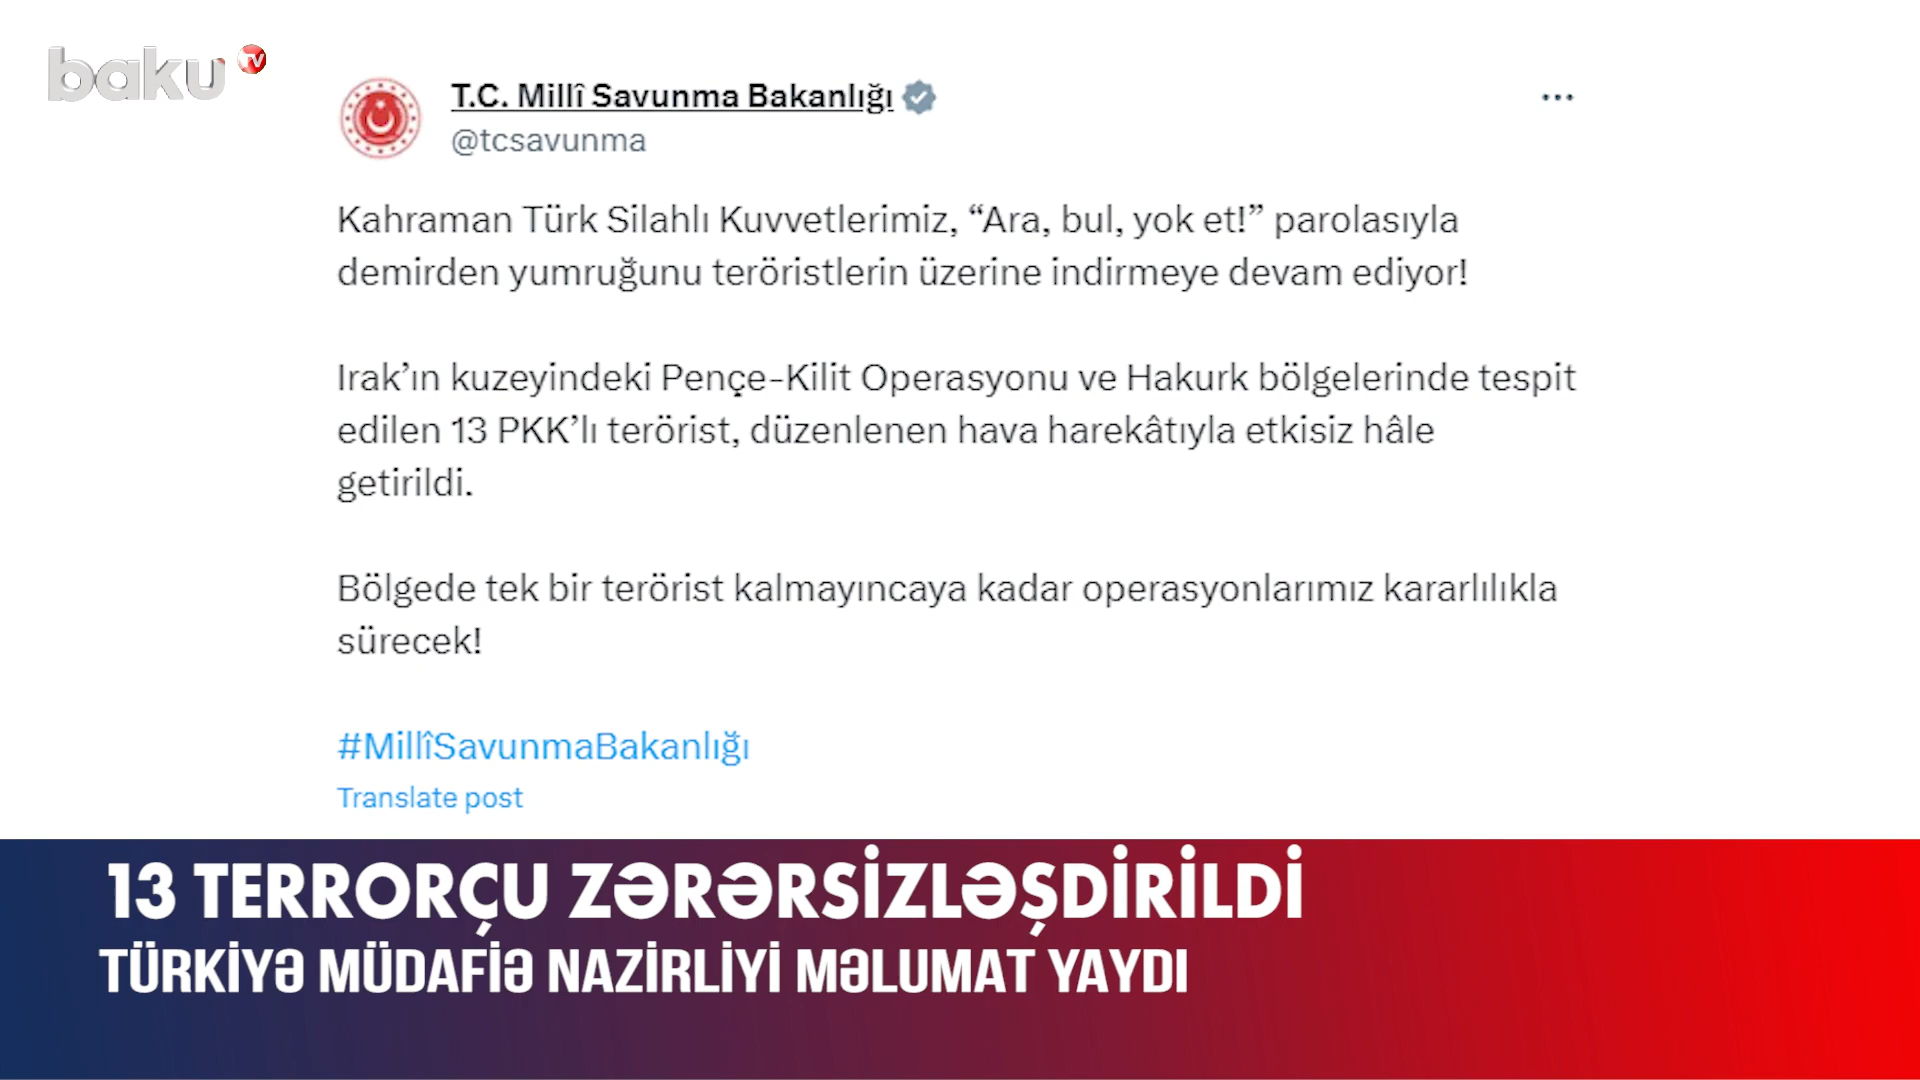 baku TV
T.C. Millî Savunma Bakanlığı
@tcsavunma
Kahraman Türk Silahlı Kuvvetlerimiz, “Ara, bul, yok et!” parolasıyla
demirden yumruğunu teröristlerin üzerine indirmeye devam ediyor!
Irak’ın kuzeyindeki Pençe-Kilit Operasyonu ve Hakurk bölgelerinde tespit
edilen 13 PKK’lı terörist, düzenlenen hava harekâtıyla etkisiz hâle
getirildi.
Bölgede tek bir terörist kalmayıncaya kadar operasyonlarımız kararlılıkla
sürecek!
#MillîSavunmaBakanlığı
Translate post
13 TERRORÇU ZƏRƏRSİZLƏŞDİRİLDİ
TÜRKİYƏ MÜDAFİƏ NAZİRLİYİ MƏLUMAT YAYDI